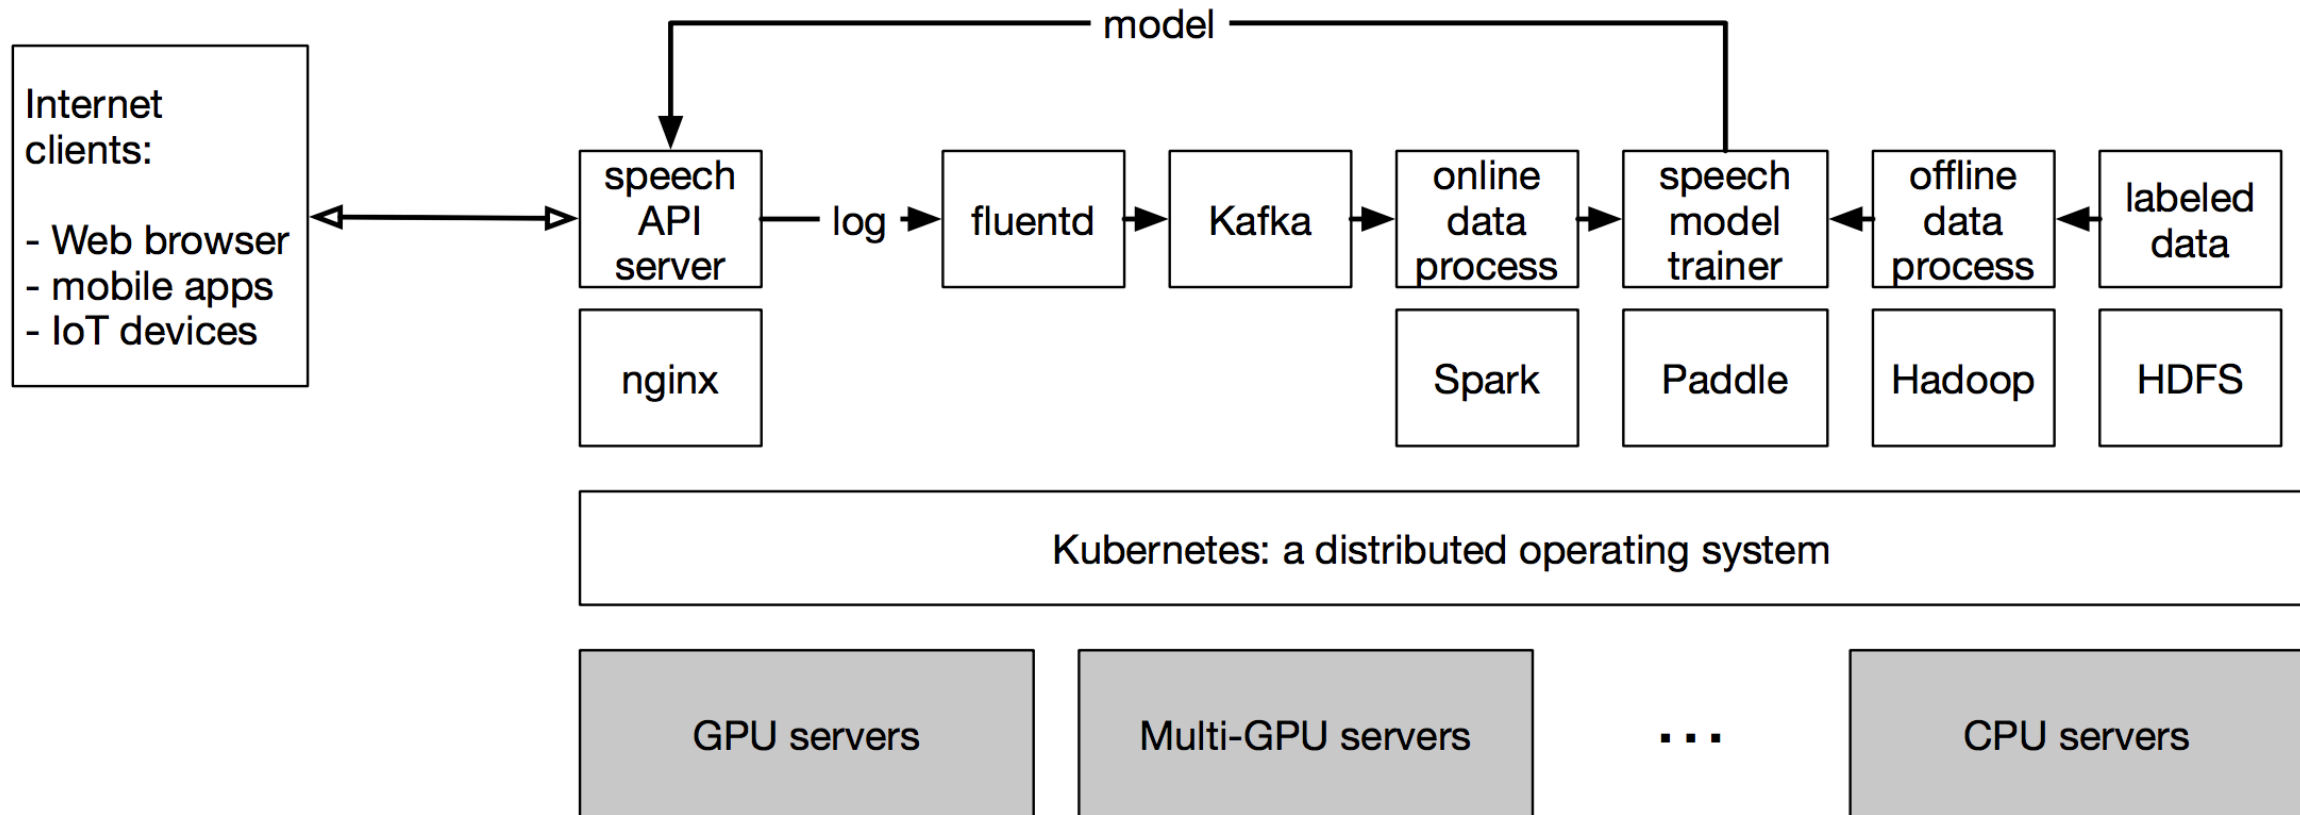 model
Internet
clients:
- Web browser
- mobile apps
- IoT devices
speech
API
server
log
fluentd
Kafka
online
data
process
speech
model
trainer
offline
data
process
labeled
data
nginx
Spark
Paddle
Hadoop
HDFS
Kubernetes: a distributed operating system
GPU servers
Multi-GPU servers
...
CPU servers